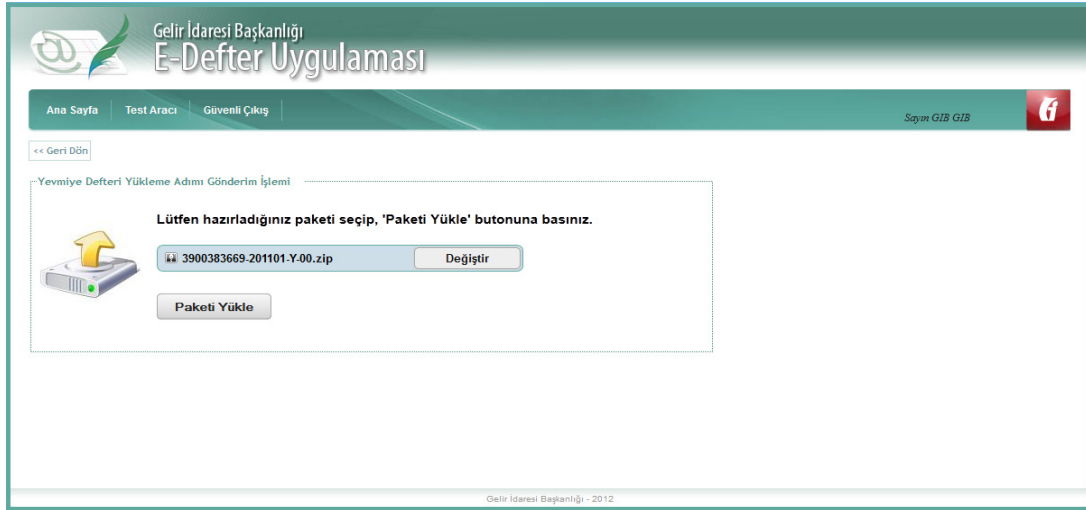 Gelir İdaresi Başkanlığı
E-Defter Uygulaması
Ana Sayfa Test Aracı Güvenli Çıkış
Sayın GIB GIB
<< Geri Dön
Yevmiye Defteri Yükleme Adımı Gönderim İşlemi
Lütfen hazırladığınız paketi seçip, 'Paketi Yükle' butonuna basınız.
3900383669-201101-Y-00.zip Değiştir
Paketi Yükle
Gelir İdaresi Başkanlığı - 2012